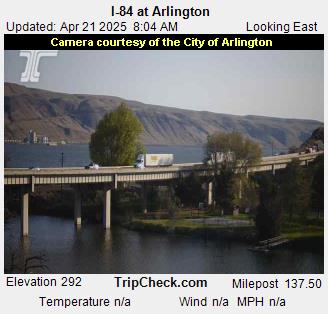 I-84 at Arlington
Updated: Apr 21 2025 8:04 AM Looking East
Camera courtesy of the City of Arlington
Elevation 292 TripCheck.com Milepost 137.50
Temperature n/a Wind n/a MPH n/a